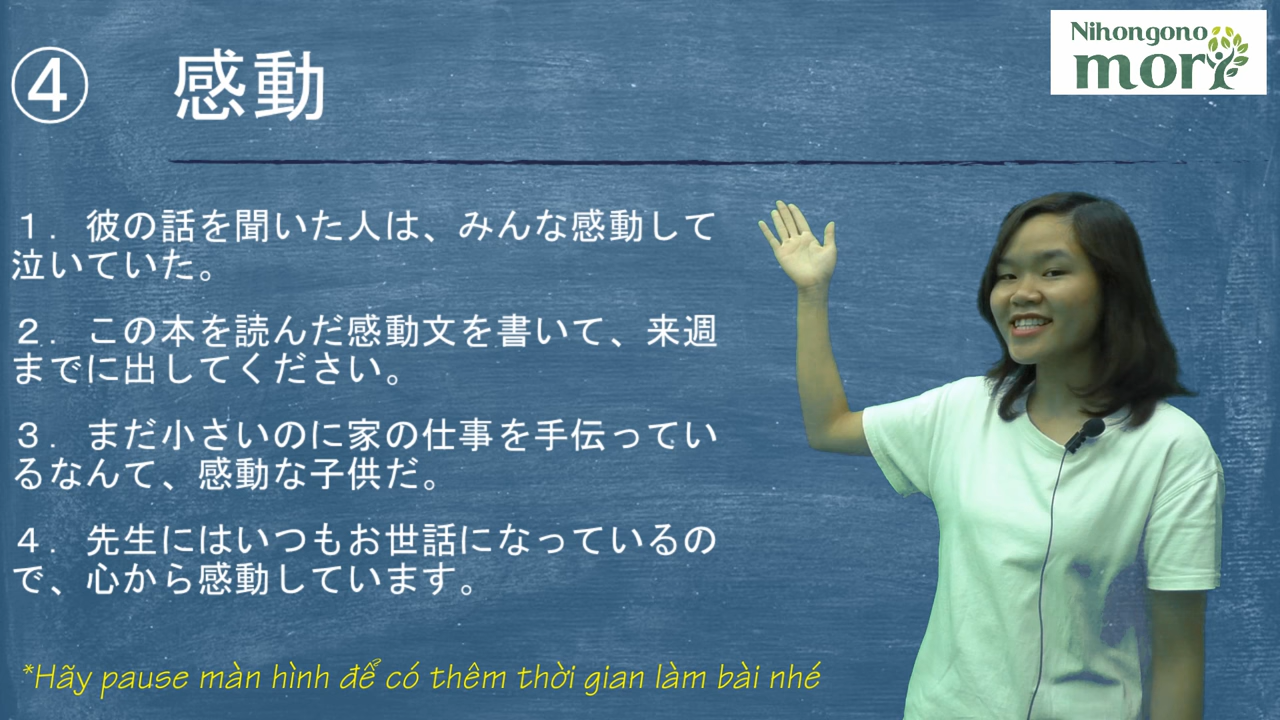 Nihongono
mori
④ 感動
１．彼の話を聞いた人は、みんな感動して
泣いていた。
２．この本を読んだ感動文を書いて、来週
までに出してください。
３．まだ小さいのに家の仕事を手伝ってい
るなんて、感動な子供だ。
４．先生にはいつもお世話になっているの
で、心から感動しています。
*Hãy pause màn hình để có thêm thời gian làm bài nhé